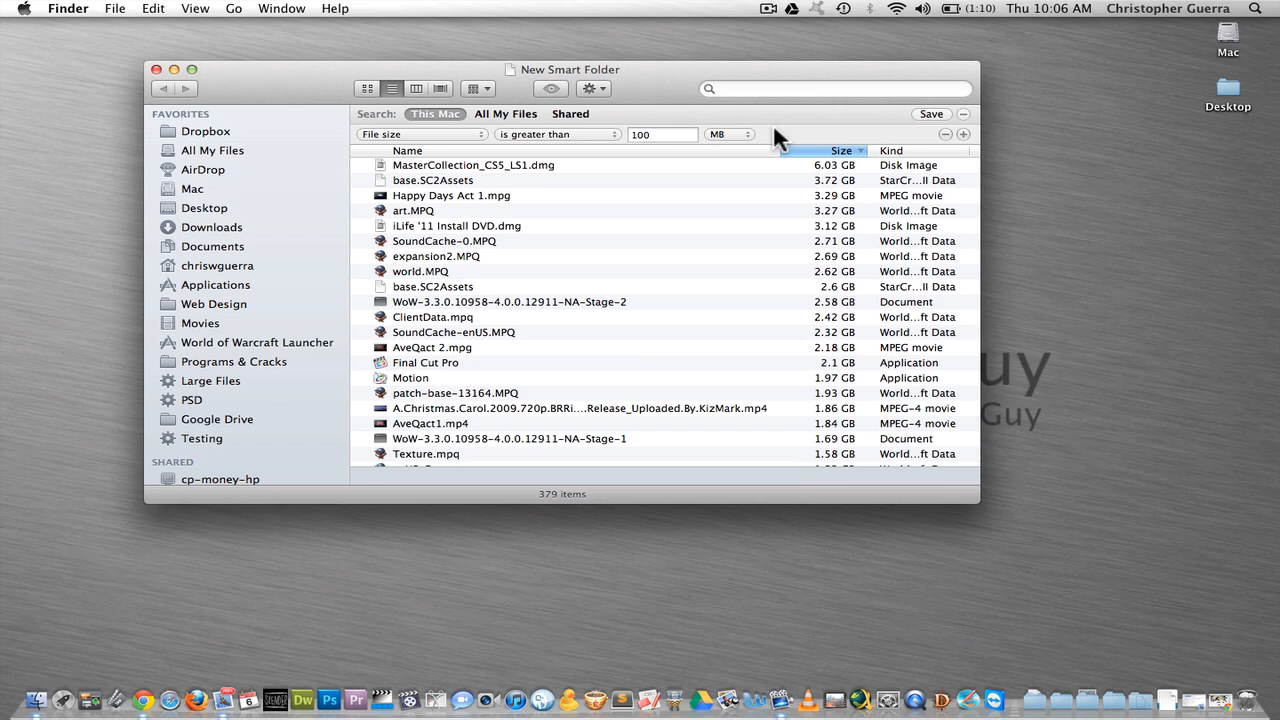 Finder File Edit View Go Window Help (1:10) Thu 10:06 AM Christopher Guerra
Mac
Desktop
New Smart Folder
Search: This Mac All My Files Shared Save
File size is greater than 100 MB
Name Size Kind
MasterCollection_CS5_LS1.dmg 6.03 GB Disk Image
base.SC2Assets 3.72 GB StarCr...ll Data
Happy Days Act 1.mpg 3.29 GB MPEG movie
art.MPQ 3.27 GB World...ft Data
iLife '11 Install DVD.dmg 3.12 GB Disk Image
SoundCache-0.MPQ 2.71 GB World...ft Data
expansion2.MPQ 2.69 GB World...ft Data
world.MPQ 2.62 GB World...ft Data
base.SC2Assets 2.6 GB StarCr...ll Data
WoW-3.3.0.10958-4.0.0.12911-NA-Stage-2 2.58 GB Document
ClientData.mpq 2.42 GB World...ft Data
SoundCache-enUS.MPQ 2.32 GB World...ft Data
AveQact 2.mpg 2.18 GB MPEG movie
Final Cut Pro 2.1 GB Application
Motion 1.97 GB Application
patch-base-13164.MPQ 1.93 GB World...ft Data
A.Christmas.Carol.2009.720p.BRRi....Release_Uploaded.By.KizMark.mp4 1.86 GB MPEG-4 movie
AveQact1.mp4 1.84 GB MPEG-4 movie
WoW-3.3.0.10958-4.0.0.12911-NA-Stage-1 1.69 GB Document
Texture.mpq 1.58 GB World...ft Data
FAVORITES
Dropbox
All My Files
AirDrop
Mac
Desktop
Downloads
Documents
chriswguerra
Applications
Web Design
Movies
World of Warcraft Launcher
Programs & Cracks
Large Files
PSD
Google Drive
Testing
SHARED
cp-money-hp
379 items
uy
Guy
Dw Ps Pr